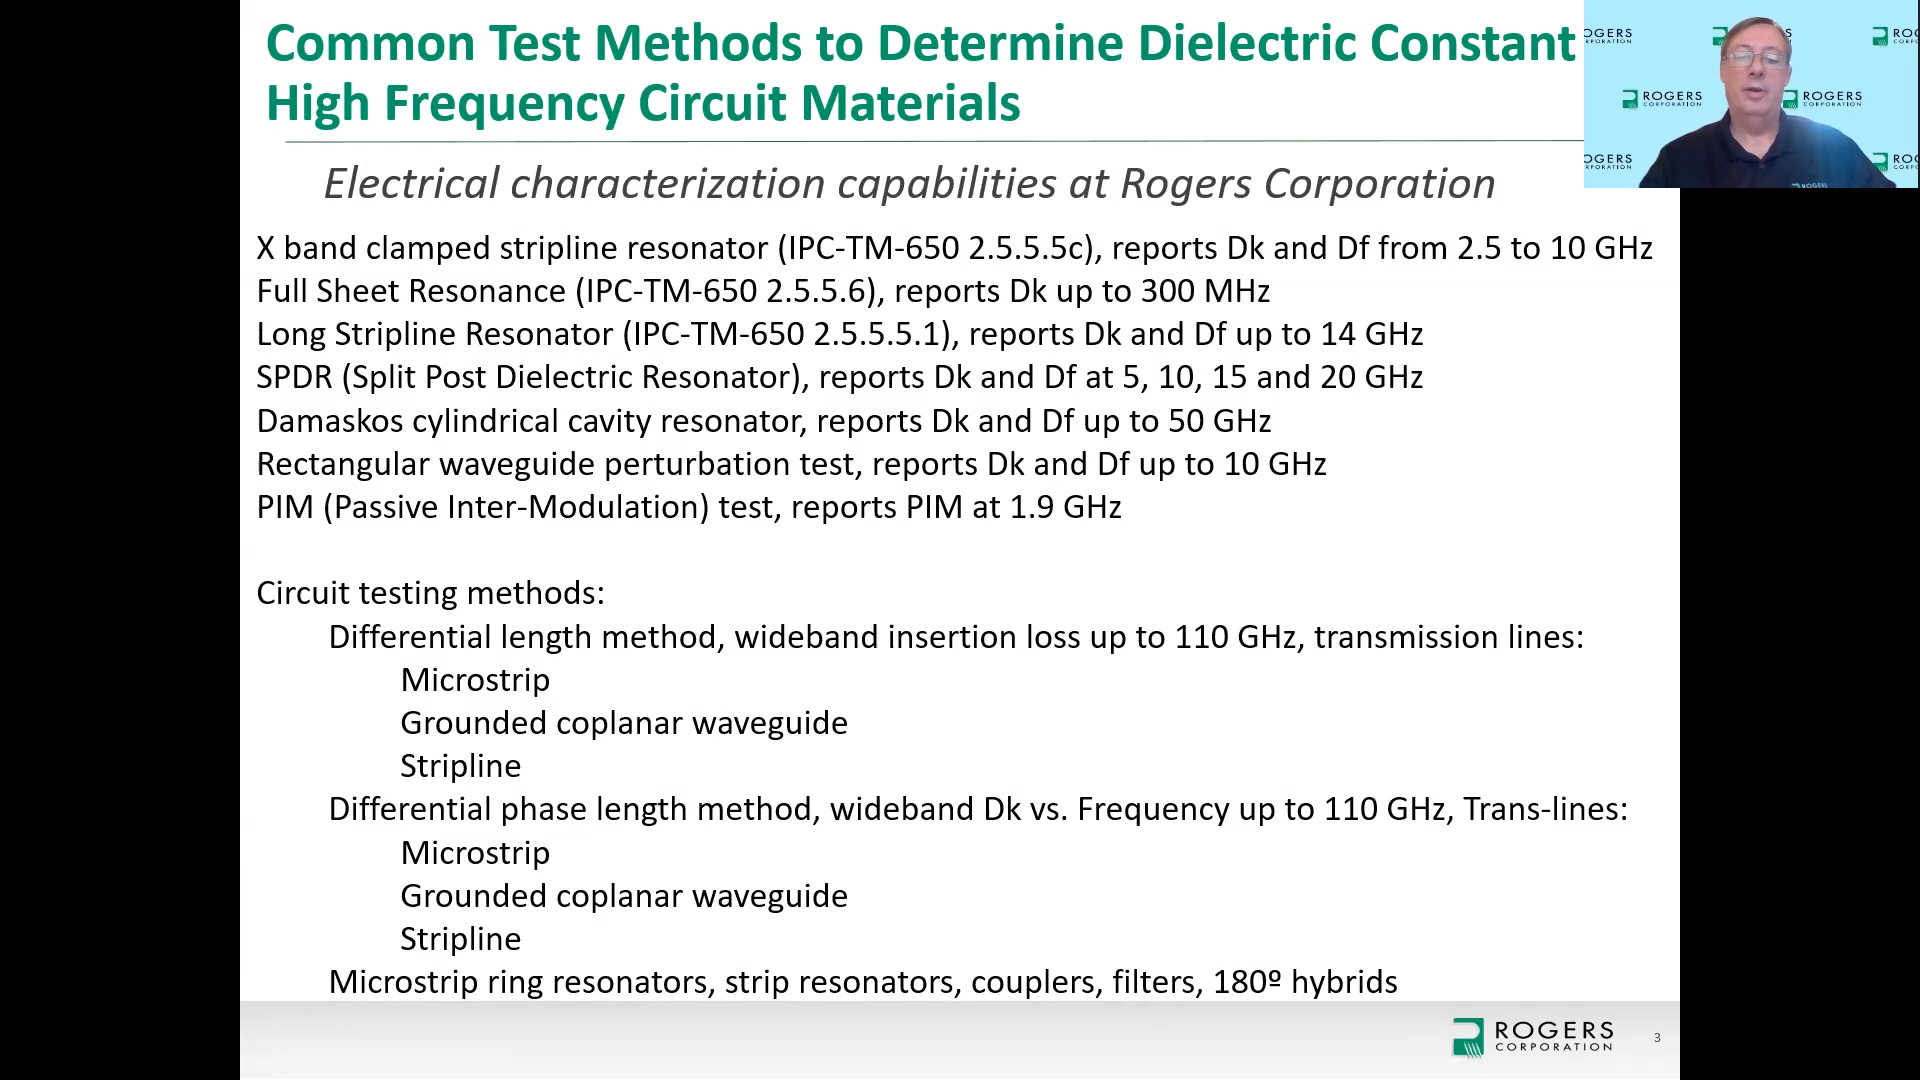 Common Test Methods to Determine Dielectric Constant
High Frequency Circuit Materials
Electrical characterization capabilities at Rogers Corporation
X band clamped stripline resonator (IPC-TM-650 2.5.5.5c), reports Dk and Df from 2.5 to 10 GHz
Full Sheet Resonance (IPC-TM-650 2.5.5.6), reports Dk up to 300 MHz
Long Stripline Resonator (IPC-TM-650 2.5.5.5.1), reports Dk and Df up to 14 GHz
SPDR (Split Post Dielectric Resonator), reports Dk and Df at 5, 10, 15 and 20 GHz
Damaskos cylindrical cavity resonator, reports Dk and Df up to 50 GHz
Rectangular waveguide perturbation test, reports Dk and Df up to 10 GHz
PIM (Passive Inter-Modulation) test, reports PIM at 1.9 GHz
Circuit testing methods:
Differential length method, wideband insertion loss up to 110 GHz, transmission lines:
Microstrip
Grounded coplanar waveguide
Stripline
Differential phase length method, wideband Dk vs. Frequency up to 110 GHz, Trans-lines:
Microstrip
Grounded coplanar waveguide
Stripline
Microstrip ring resonators, strip resonators, couplers, filters, 180º hybrids
ROGERS
CORPORATION
3
ROGERS
CORPORATION
ROGERS
CORPORATION